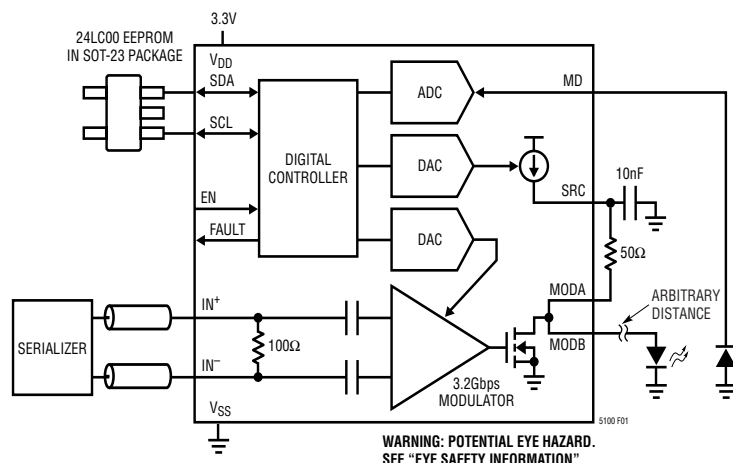 24LC00 EEPROM
IN SOT-23 PACKAGE
3.3V
VDD
SDA
SCL
EN
FAULT
DIGITAL
CONTROLLER
ADC
DAC
DAC
MD
SRC
10nF
50Ω
MODA
MODB
ARBITRARY
DISTANCE
SERIALIZER
IN+
IN−
100Ω
3.2Gbps
MODULATOR
VSS
5100 F01
WARNING: POTENTIAL EYE HAZARD.
SEE “EYE SAFETY INFORMATION”